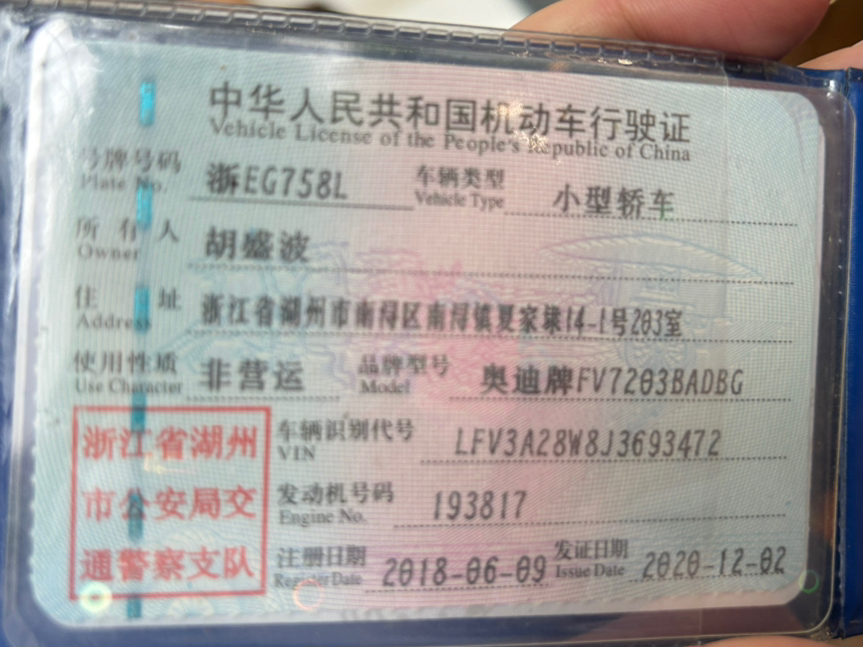 中华人民共和国机动车行驶证
Vehicle License of the People's Republic of China
号牌号码 浙EG758L 车辆类型 小型轿车
Plate No. Vehicle Type
所有人 胡盛波
Owner
住址 浙江省湖州市南浔区南浔镇夏家埭14-1号203室
Address
使用性质 非营运 品牌型号 奥迪牌FV7203BADBG
Use Character Model
浙江省湖州 车辆识别代号 LFV3A28W8J3693472
VIN
市公安局交 发动机号码 193817
Engine No.
通警察支队 注册日期 2018-06-09 发证日期 2020-12-02
Register Date Issue Date